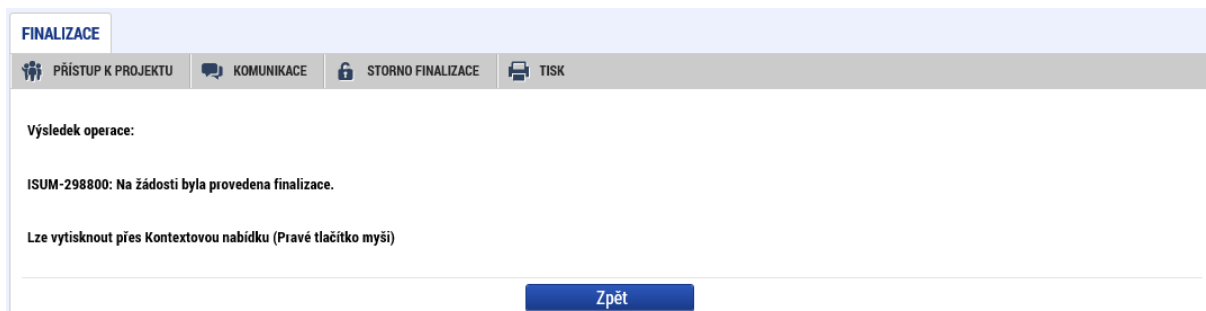 FINALIZACE
PŘÍSTUP K PROJEKTU KOMUNIKACE STORNO FINALIZACE TISK
Výsledek operace:
ISUM-298800: Na žádosti byla provedena finalizace.
Lze vytisknout přes Kontextovou nabídku (Pravé tlačítko myši)
Zpět